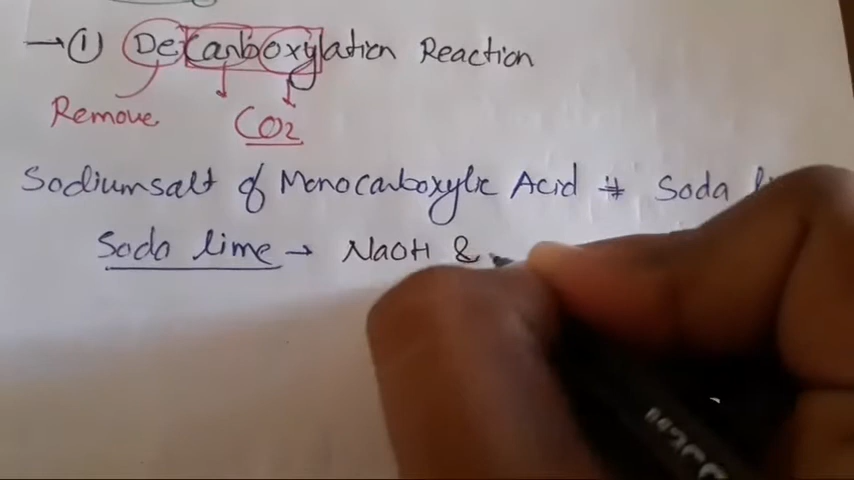 → ① Decarboxylation Reaction
Remove CO2
Sodiumsalt of Monocarboxylic Acid + Soda
Soda lime → NaOH &